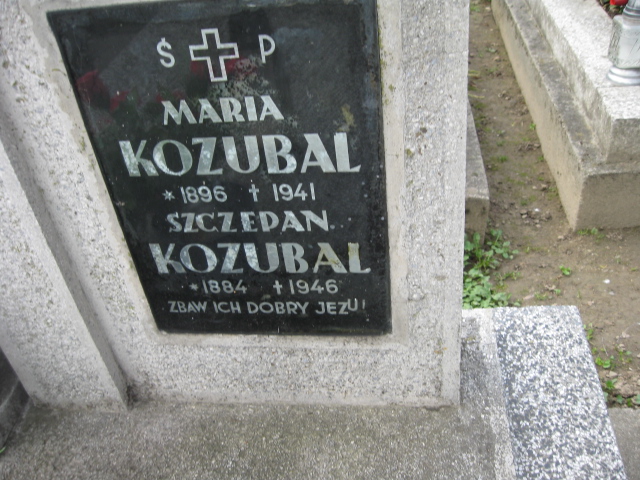 Ś P
MARIA
KOZUBAL
* 1896 † 1941
SZCZEPAN
KOZUBAL
* 1884 † 1946
ZBAW ICH DOBRY JEZU!